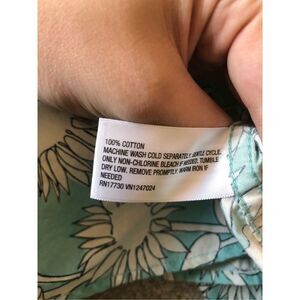 100% COTTON
MACHINE WASH COLD SEPARATELY, GENTLE CYCLE.
ONLY NON-CHLORINE BLEACH IF NEEDED. TUMBLE
DRY LOW. REMOVE PROMPTLY. WARM IRON IF
NEEDED
RN17730 VN1247024